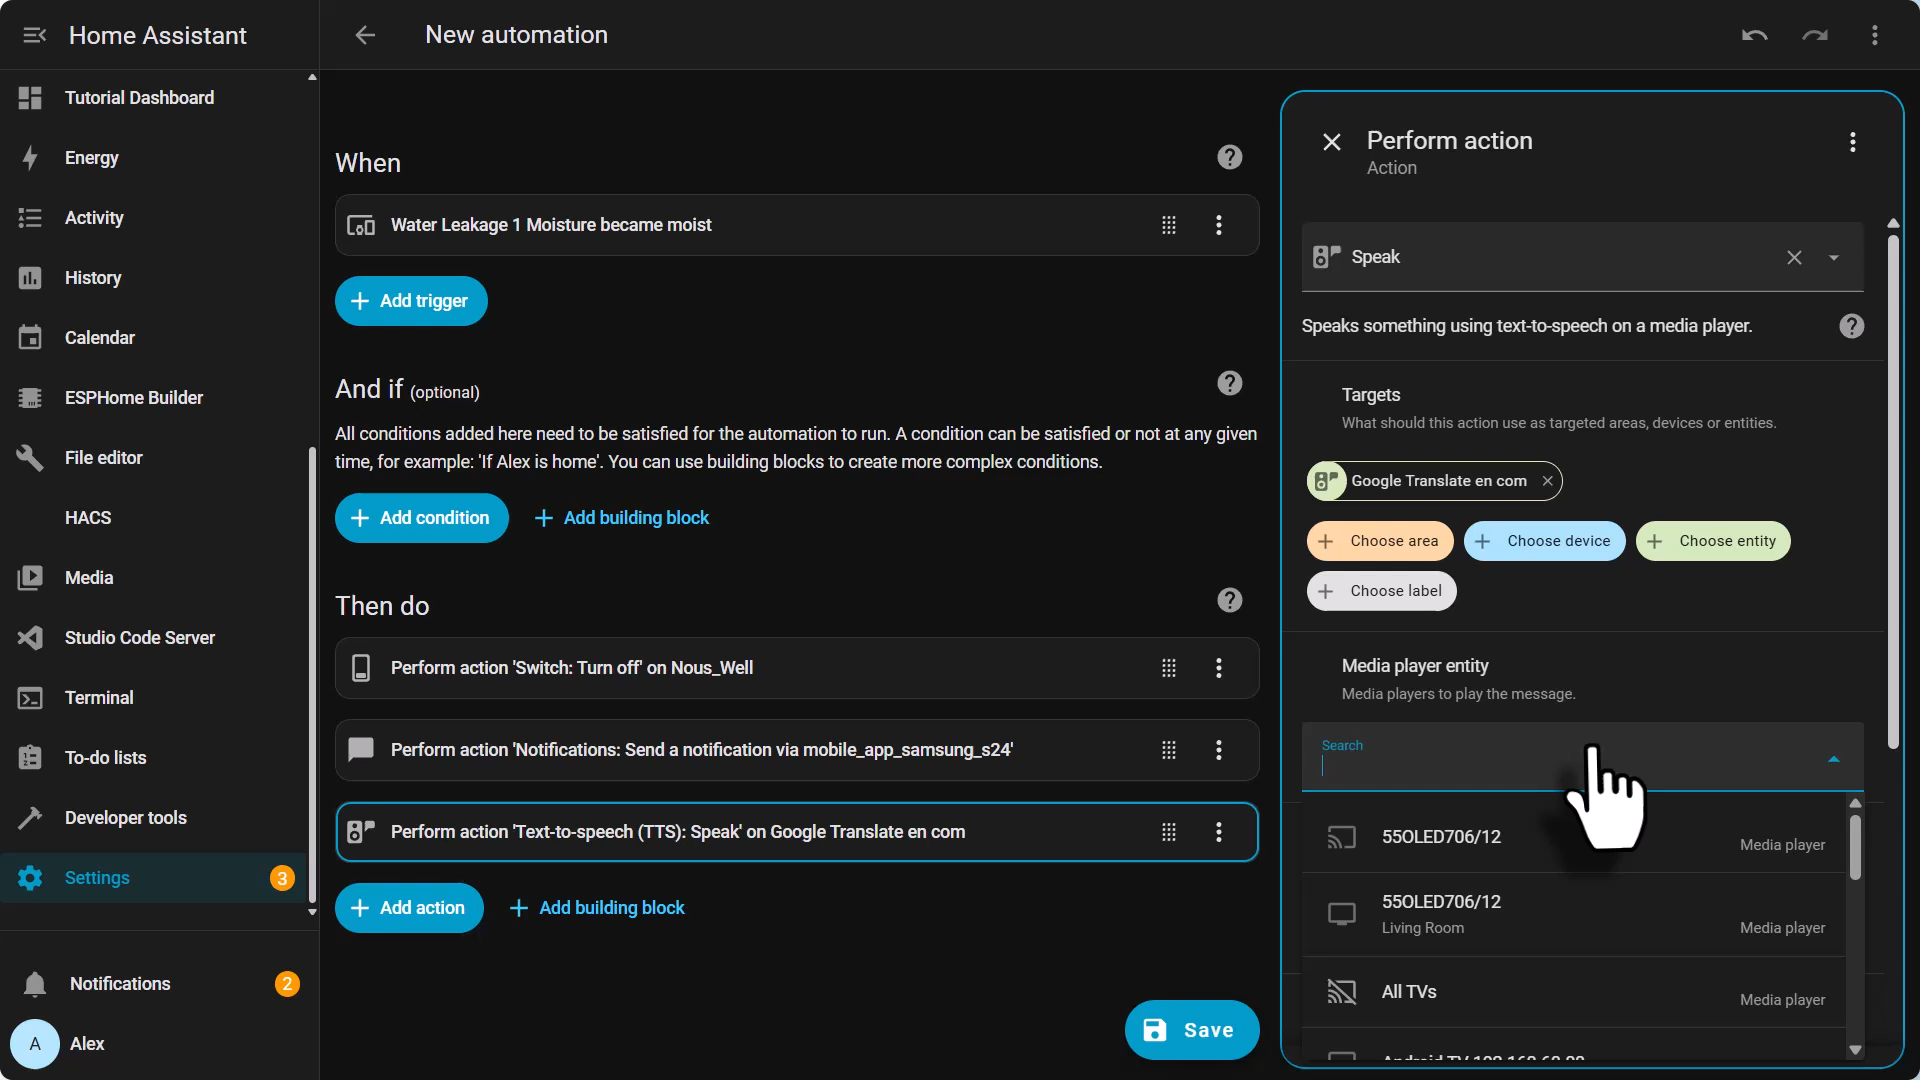 Home Assistant
New automation
Tutorial Dashboard
Energy
Activity
History
Calendar
ESPHome Builder
File editor
HACS
Media
Studio Code Server
Terminal
To-do lists
Developer tools
Settings
3
Notifications
2
A
Alex
When
Water Leakage 1 Moisture became moist
Add trigger
And if (optional)
All conditions added here need to be satisfied for the automation to run. A condition can be satisfied or not at any given
time, for example: 'If Alex is home'. You can use building blocks to create more complex conditions.
Add condition
Add building block
Then do
Perform action 'Switch: Turn off' on Nous_Well
Perform action 'Notifications: Send a notification via mobile_app_samsung_s24'
Perform action 'Text-to-speech (TTS): Speak' on Google Translate en com
Add action
Add building block
Save
Perform action
Action
Speak
Speaks something using text-to-speech on a media player.
Targets
What should this action use as targeted areas, devices or entities.
Google Translate en com
Choose area
Choose device
Choose entity
Choose label
Media player entity
Media players to play the message.
Search
55OLED706/12
Media player
55OLED706/12
Living Room
Media player
All TVs
Media player